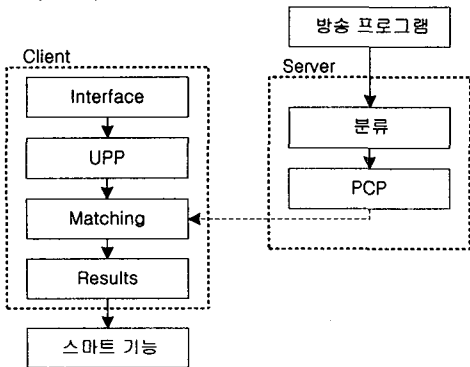 방송 프로그램
Client
Server
Interface
분류
UPP
PCP
Matching
Results
스마트 기능